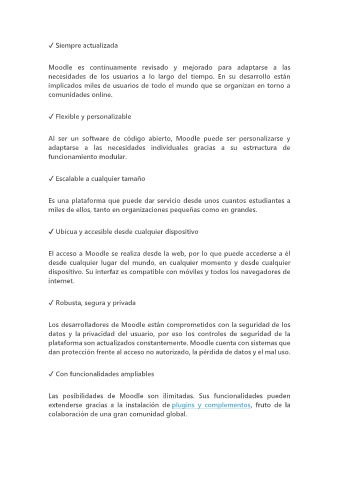 ✓ Siempre actualizada
Moodle es continuamente revisado y mejorado para adaptarse a las
necesidades de los usuarios a lo largo del tiempo. En su desarrollo están
implicados miles de usuarios de todo el mundo que se organizan en torno a
comunidades online.
✓ Flexible y personalizable
Al ser un software de código abierto, Moodle puede ser personalizarse y
adaptarse a las necesidades individuales gracias a su estrructura de
funcionamiento modular.
✓ Escalable a cualquier tamaño
Es una plataforma que puede dar servicio desde unos cuantos estudiantes a
miles de ellos, tanto en organizaciones pequeñas como en grandes.
✓ Ubicua y accesible desde cualquier dispositivo
El acceso a Moodle se realiza desde la web, por lo que puede accederse a él
desde cualquier lugar del mundo, en cualquier momento y desde cualquier
dispositivo. Su interfaz es compatible con móviles y todos los navegadores de
internet.
✓ Robusta, segura y privada
Los desarrolladores de Moodle están comprometidos con la seguridad de los
datos y la privacidad del usuario, por eso los controles de seguridad de la
plataforma son actualizados constantemente. Moodle cuenta con sistemas que
dan protección frente al acceso no autorizado, la pérdida de datos y el mal uso.
✓ Con funcionalidades ampliables
Las posibilidades de Moodle son ilimitadas. Sus funcionalidades pueden
extenderse gracias a la instalación de plugins y complementos, fruto de la
colaboración de una gran comunidad global.